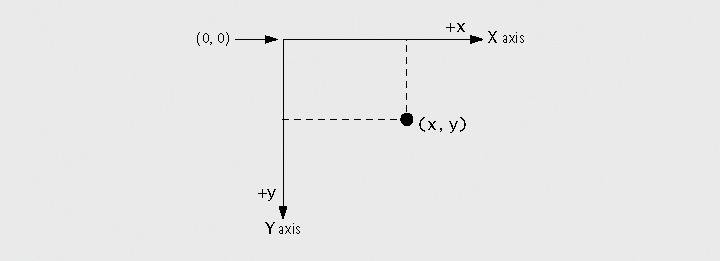 +x
(0, 0)
X axis
(x, y)
+y
Y axis